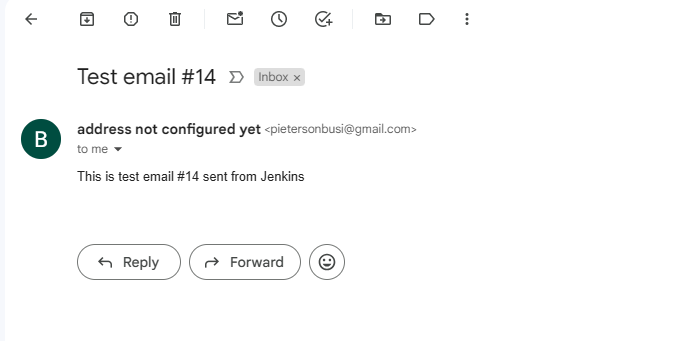 Test email #14
Inbox ×
B
address not configured yet <pietersonbusi@gmail.com>
to me
This is test email #14 sent from Jenkins
Reply
Forward